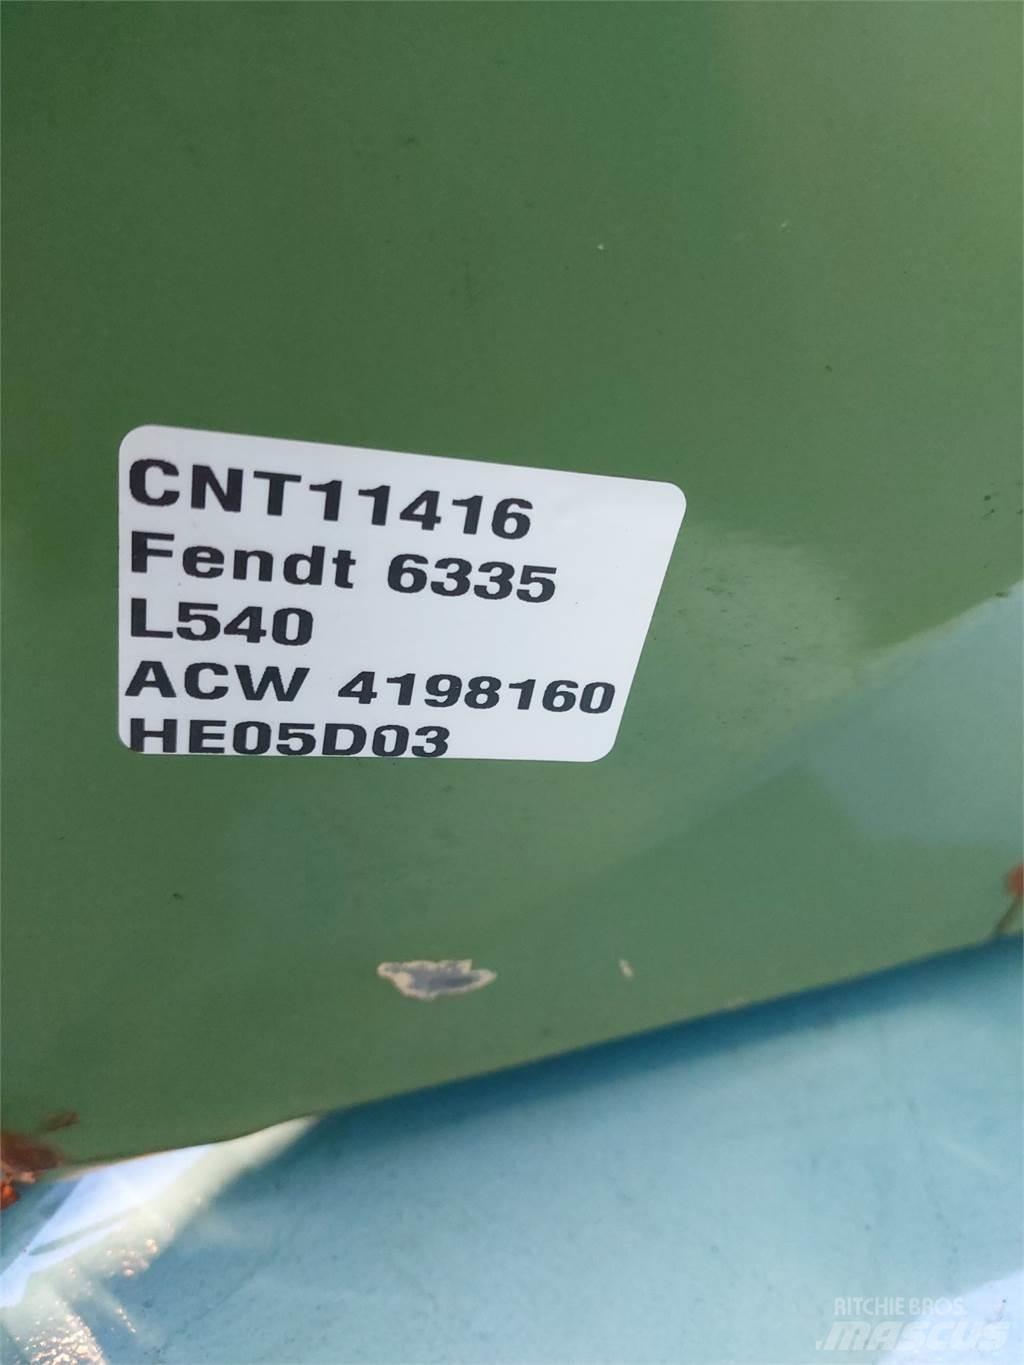 CNT11416
Fendt 6335
L540
ACW 4198160
HE05D03
RITCHIE BROS.
MASCUS